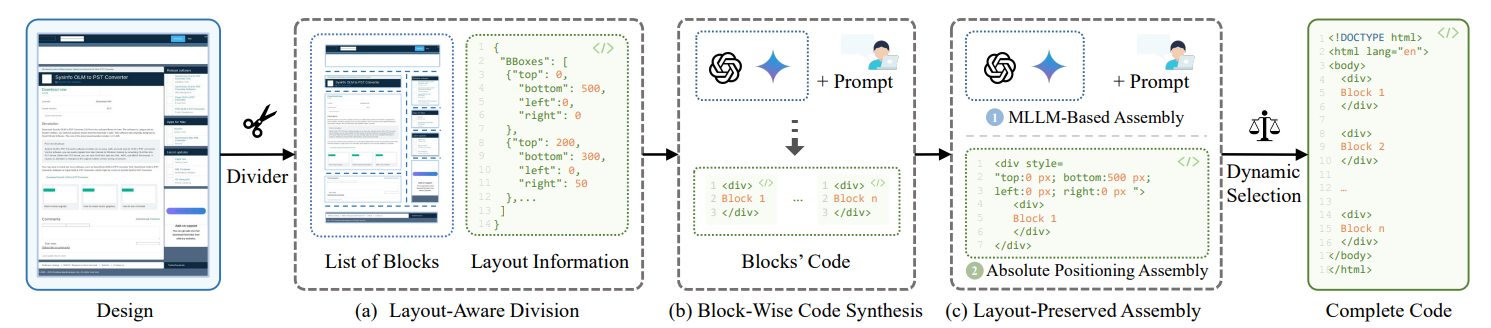 Design
Sysinfo OLM to PST Converter
Divider
List of Blocks
1 {
2 "BBoxes": [
3 {"top": 0,
4 "bottom": 500,
5 "left":0,
6 "right": 0
7 },
8 {"top": 200,
9 "bottom": 300,
10 "left": 0,
11 "right": 50
12 },...
13 ]
14 }
</>
Layout Information
(a) Layout-Aware Division
+ Prompt
1 <div> </>
2 Block 1
3 </div>
...
1 <div> </>
2 Block n
3 </div>
Blocks' Code
(b) Block-Wise Code Synthesis
+ Prompt
1 MLLM-Based Assembly
</>
1 <div style=
2 "top:0 px; bottom:500 px;
3 left:0 px; right:0 px ">
4 <div>
5 Block 1
6 </div>
7 </div>
2 Absolute Positioning Assembly
(c) Layout-Preserved Assembly
Dynamic
Selection
</>
1 <!DOCTYPE html>
2 <html lang="en">
3 <body>
4 <div>
5 Block 1
6 </div>
7
8 <div>
9 Block 2
10 </div>
11
12 …
13
14 <div>
15 Block n
16 </div>
17 </body>
18 </html>
Complete Code